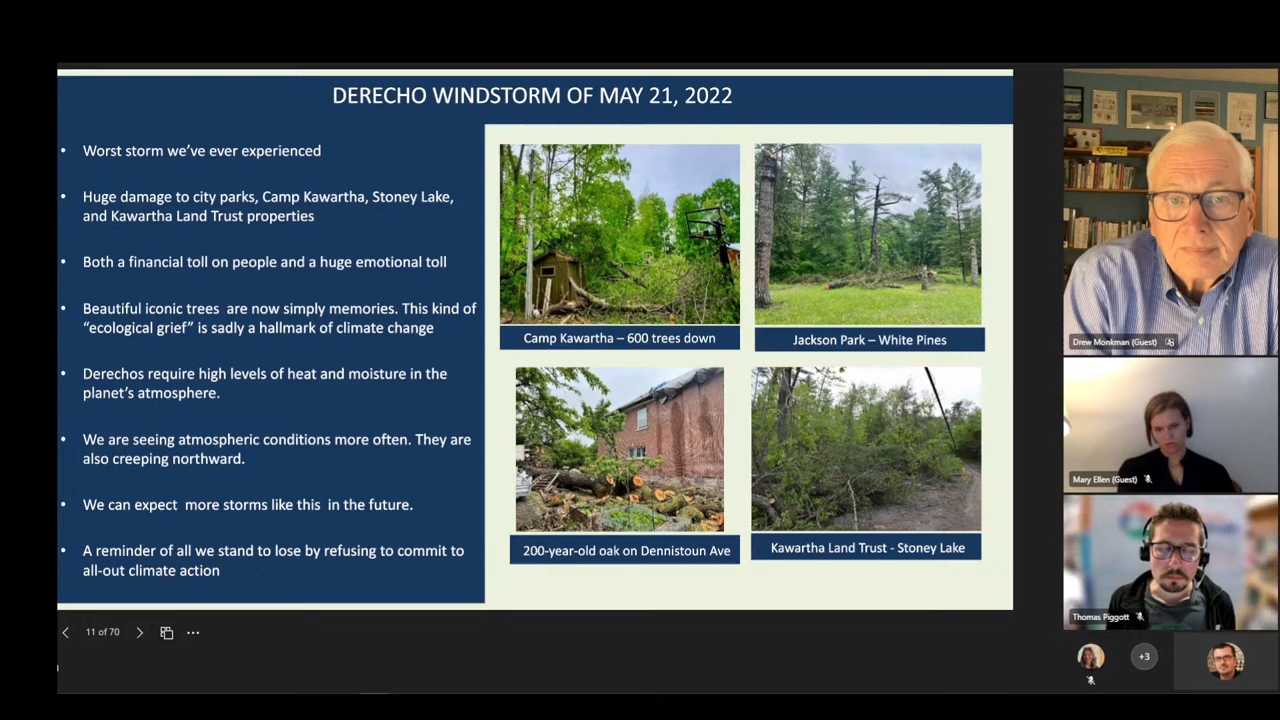 DERECHO WINDSTORM OF MAY 21, 2022
• Worst storm we’ve ever experienced
• Huge damage to city parks, Camp Kawartha, Stoney Lake,
and Kawartha Land Trust properties
• Both a financial toll on people and a huge emotional toll
• Beautiful iconic trees are now simply memories. This kind of
“ecological grief” is sadly a hallmark of climate change
• Derechos require high levels of heat and moisture in the
planet’s atmosphere.
• We are seeing atmospheric conditions more often. They are
also creeping northward.
• We can expect more storms like this in the future.
• A reminder of all we stand to lose by refusing to commit to
all-out climate action
Camp Kawartha – 600 trees down
Jackson Park – White Pines
200-year-old oak on Dennistoun Ave
Kawartha Land Trust - Stoney Lake
11 of 70
Drew Monkman (Guest)
Mary Ellen (Guest)
Thomas Piggott
+3